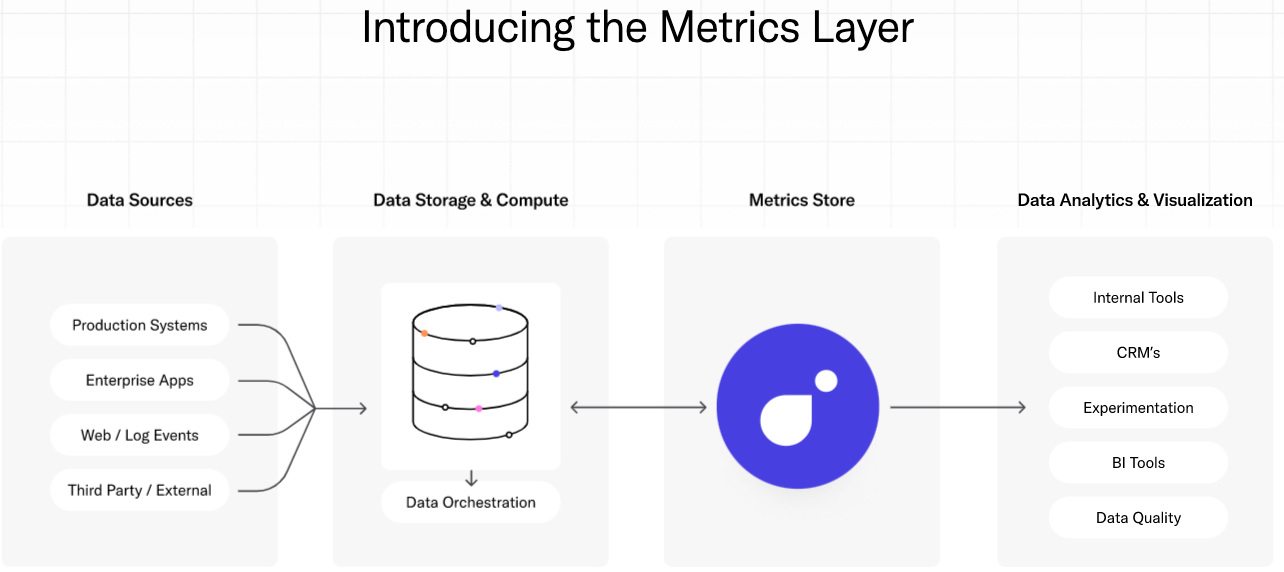 Introducing the Metrics Layer
Data Sources
Data Storage & Compute
Metrics Store
Data Analytics & Visualization
Production Systems
Enterprise Apps
Web / Log Events
Third Party / External
Data Orchestration
Internal Tools
CRM's
Experimentation
BI Tools
Data Quality